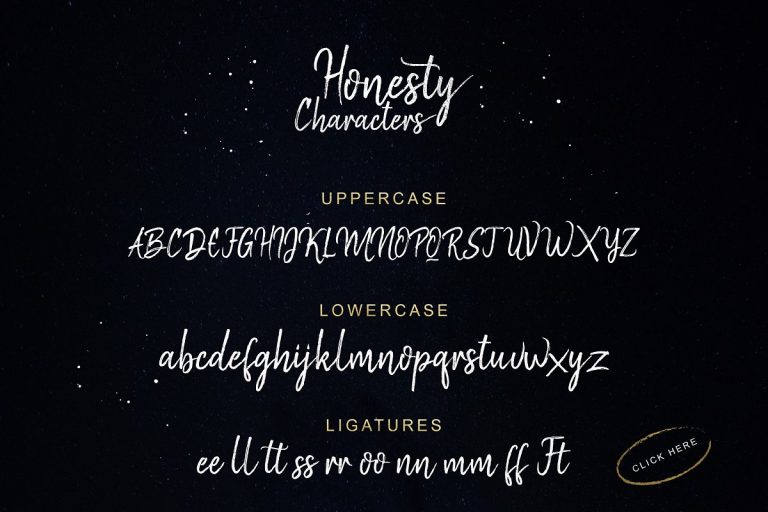 Honesty
Characters
UPPERCASE
ABCDEFGHIJKLMNOPQRSTUVWXYZ
LOWERCASE
abcdefghijklmnopqrstuvwxyz
LIGATURES
ee ll tt ss rr oo nn mm ff Ft
CLICK HERE